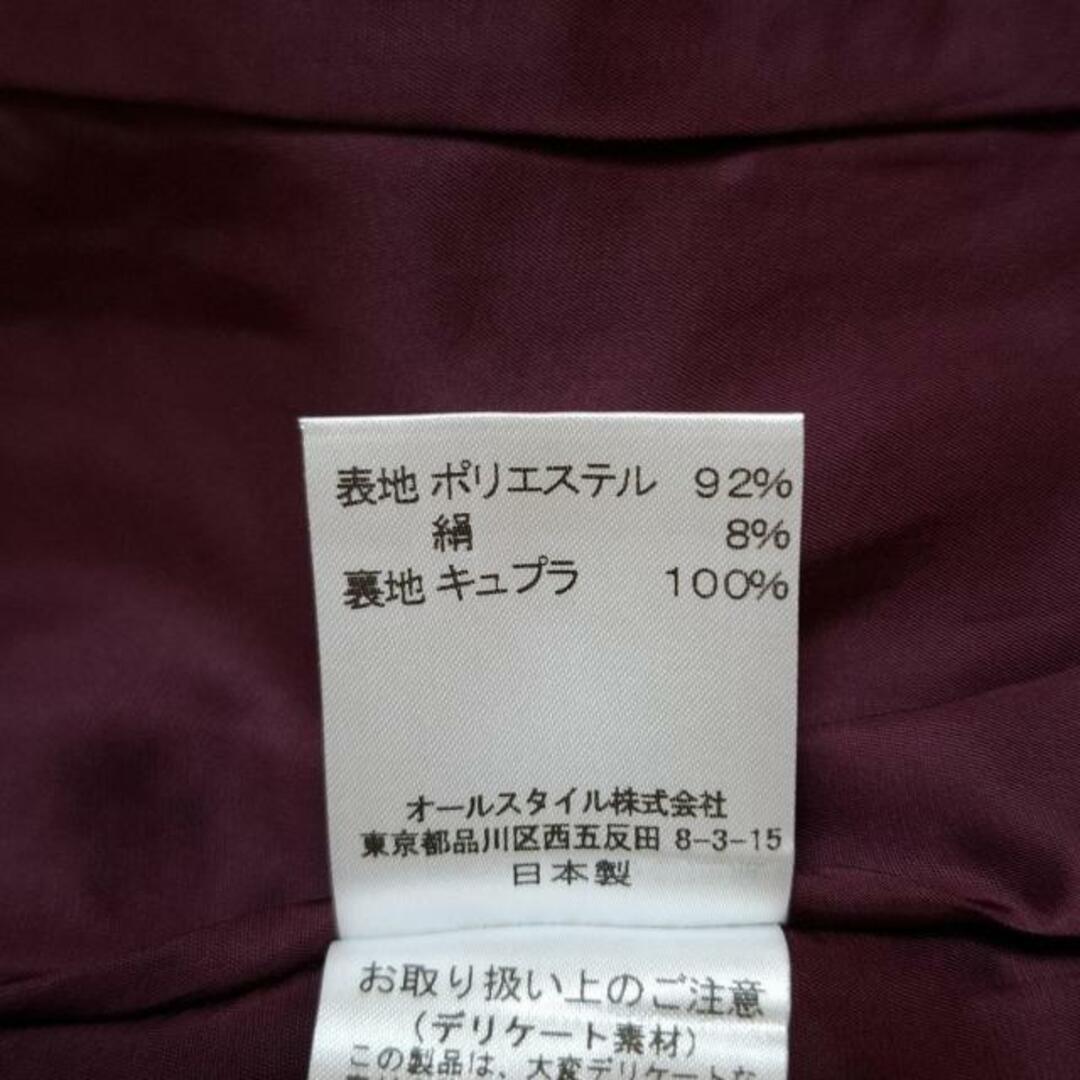 表地 ポリエステル 92%
絹 8%
裏地 キュプラ 100%
オールスタイル株式会社
東京都品川区西五反田 8-3-15
日本製
お取り扱い上のご注意
(デリケート素材)
この製品は、大変デリケートな